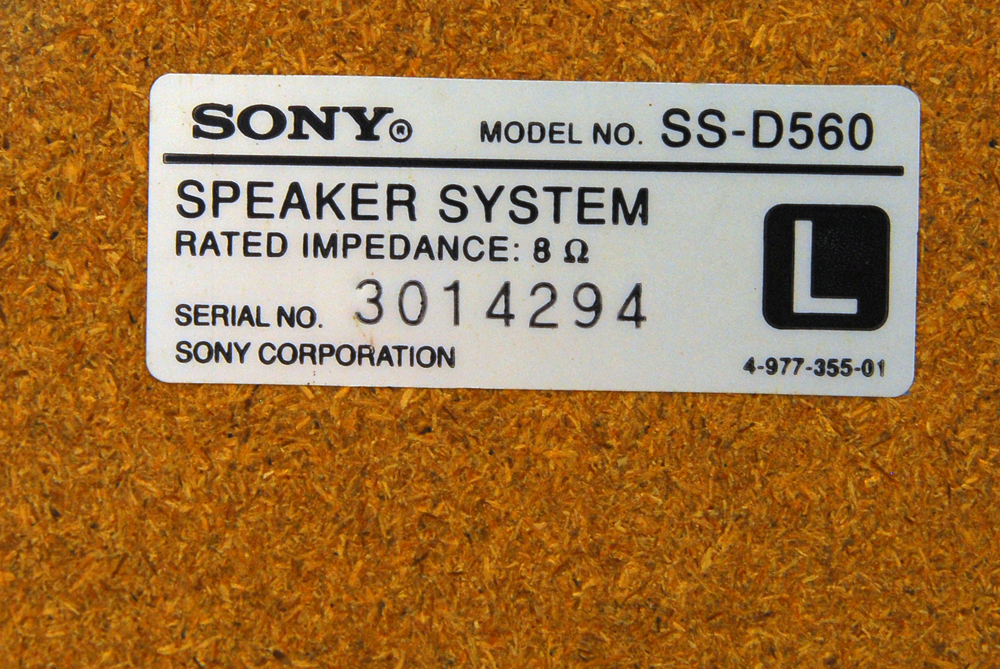 SONY® MODEL NO. SS-D560
SPEAKER SYSTEM
RATED IMPEDANCE: 8 Ω
L
SERIAL NO. 3014294
SONY CORPORATION
4-977-355-01